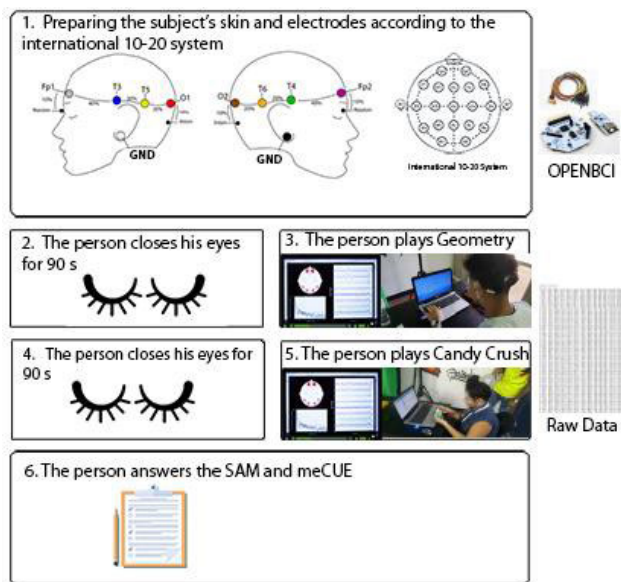 1. Preparing the subject's skin and electrodes according to the
international 10-20 system
Fp1
T3
T5
O1
GND
O2
T6
T4
Fp2
GND
International 10-20 System
OPENBCI
2. The person closes his eyes
for 90 s
3. The person plays Geometry
4. The person closes his eyes for
90 s
5. The person plays Candy Crush
Raw Data
6. The person answers the SAM and meCUE